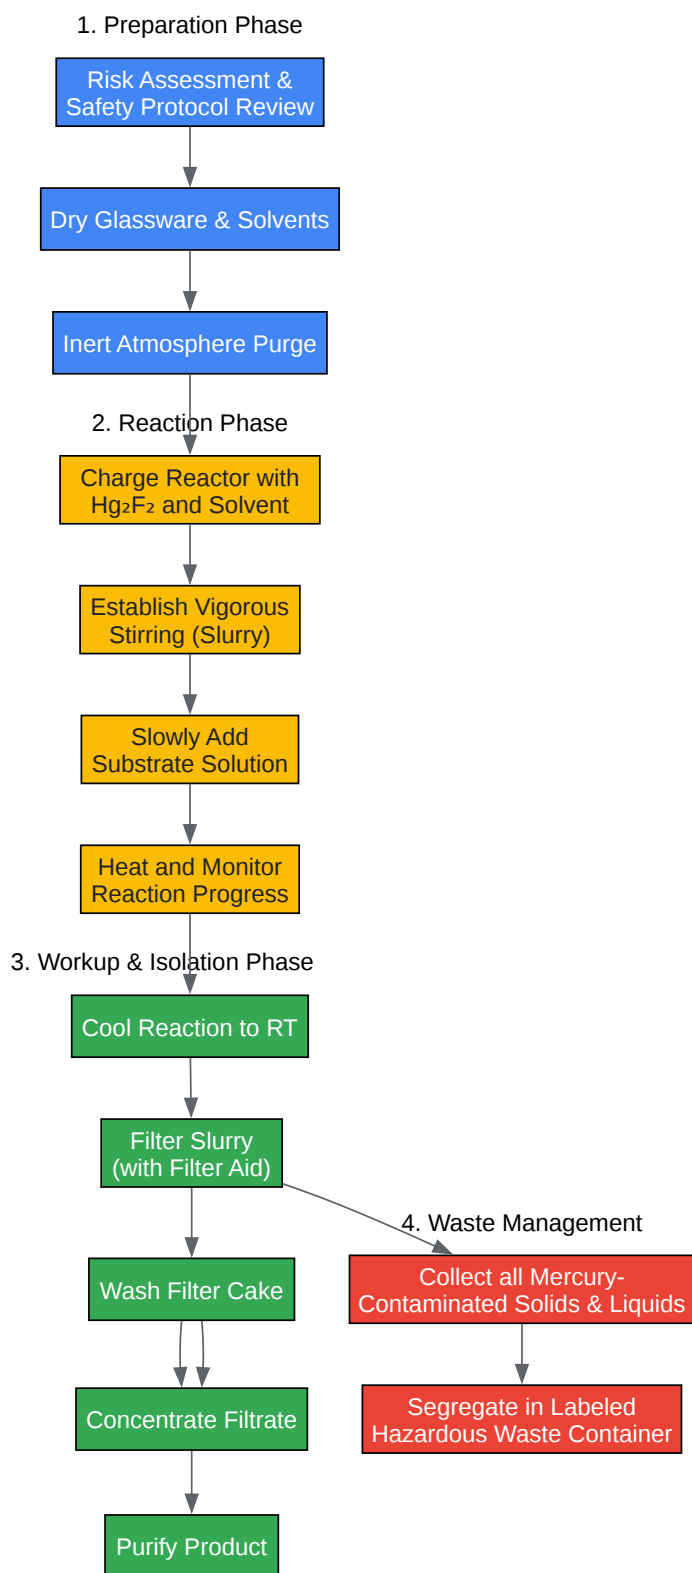 1. Preparation Phase
Risk Assessment &
Safety Protocol Review
Dry Glassware & Solvents
Inert Atmosphere Purge
2. Reaction Phase
Charge Reactor with
Hg₂F₂ and Solvent
Establish Vigorous
Stirring (Slurry)
Slowly Add
Substrate Solution
Heat and Monitor
Reaction Progress
3. Workup & Isolation Phase
Cool Reaction to RT
Filter Slurry
(with Filter Aid)
4. Waste Management
Wash Filter Cake
Collect all Mercury-
Contaminated Solids & Liquids
Concentrate Filtrate
Segregate in Labeled
Hazardous Waste Container
Purify Product